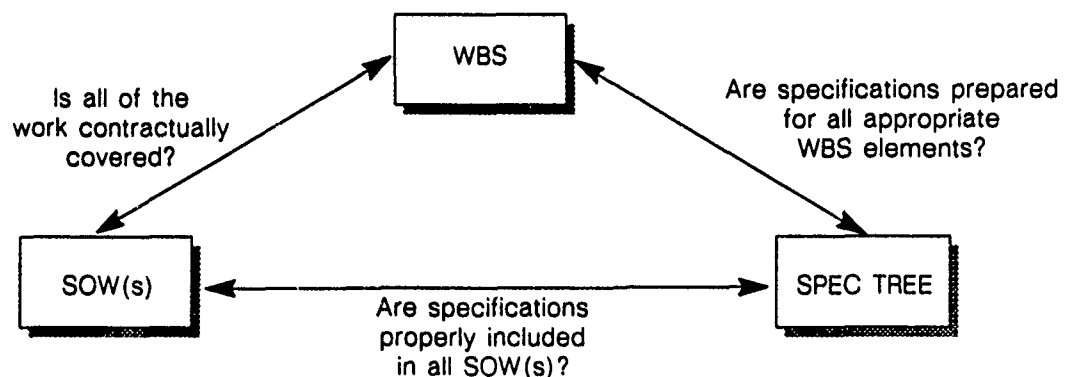 WBS
Is all of the
work contractually
covered?
Are specifications prepared
for all appropriate
WBS elements?
SOW(s)
SPEC TREE
Are specifications
properly included
in all SOW(s)?